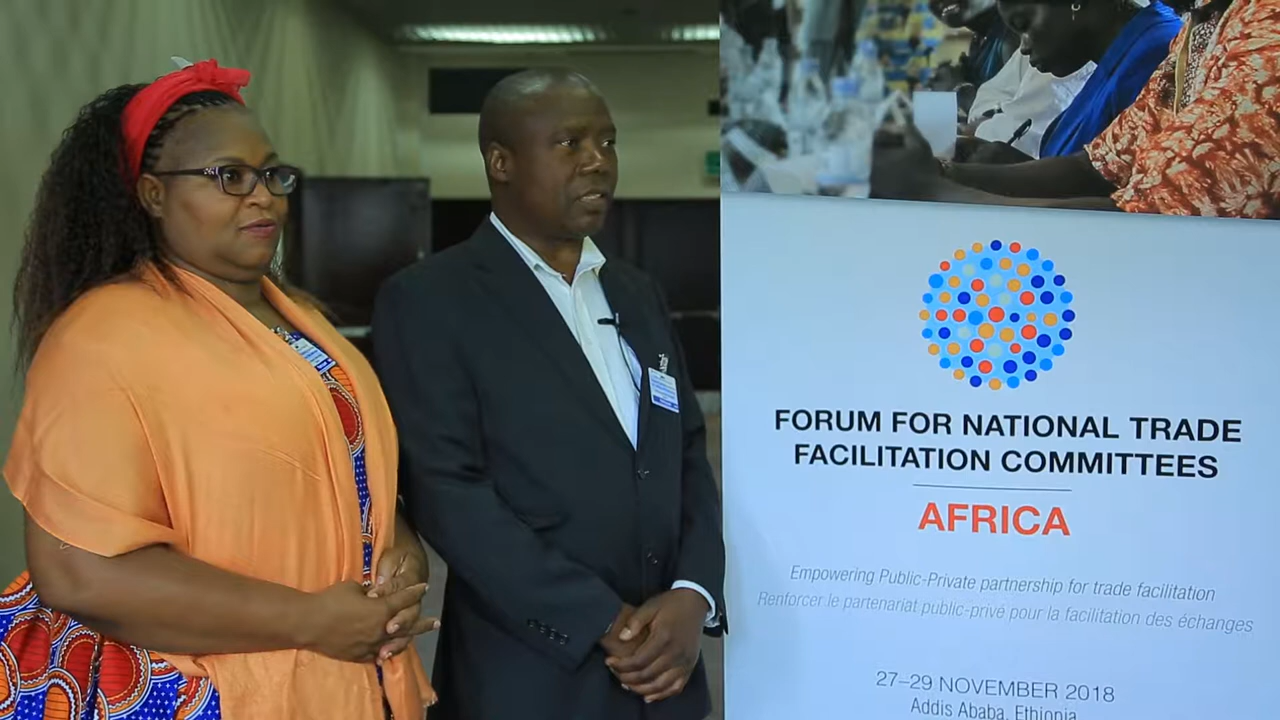 FORUM FOR NATIONAL TRADE
FACILITATION COMMITTEES
AFRICA
Empowering Public-Private partnership for trade facilitation
Renforcer le partenariat public-privé pour la facilitation des échanges
27–29 NOVEMBER 2018
Addis Ababa, Ethiopia